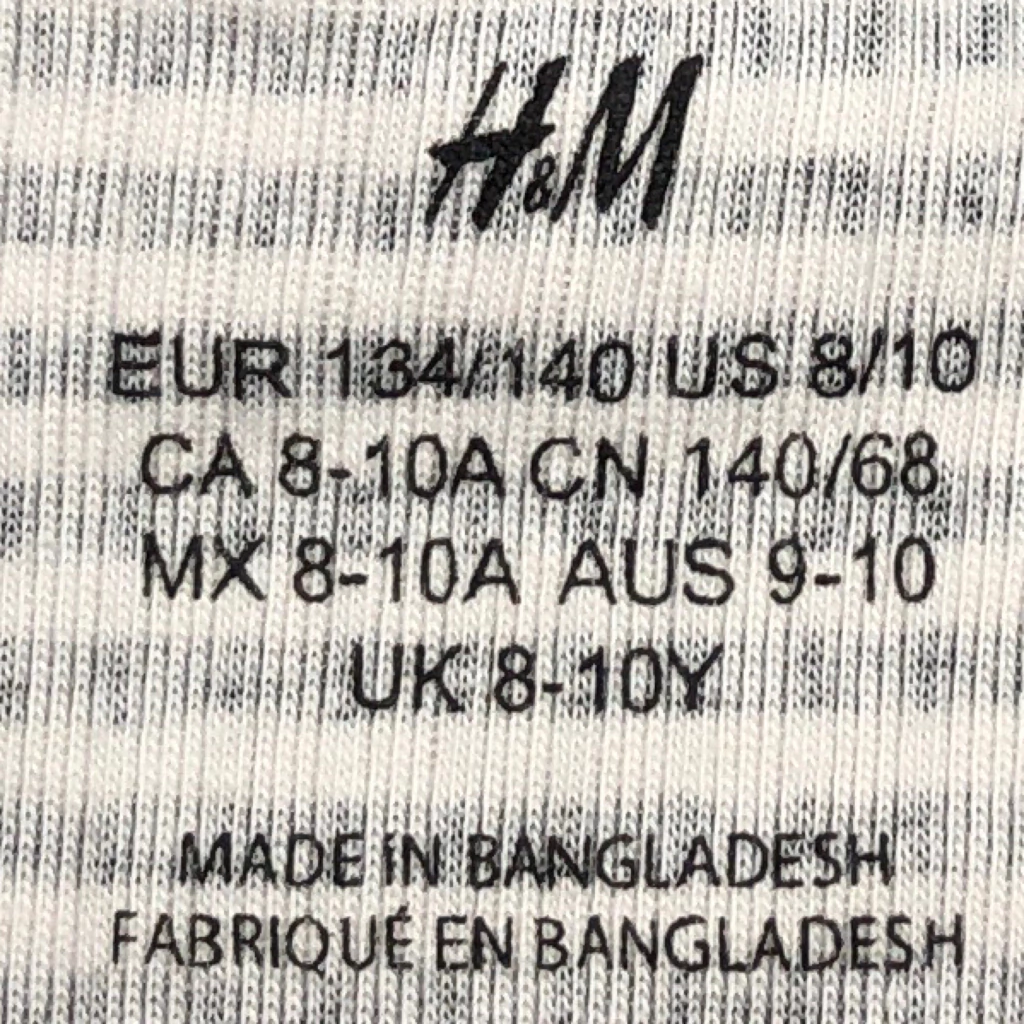 H&M
EUR 134/140 US 8/10
CA 8-10A CN 140/68
MX 8-10A AUS 9-10
UK 8-10Y
MADE IN BANGLADESH
FABRIQUÉ EN BANGLADESH